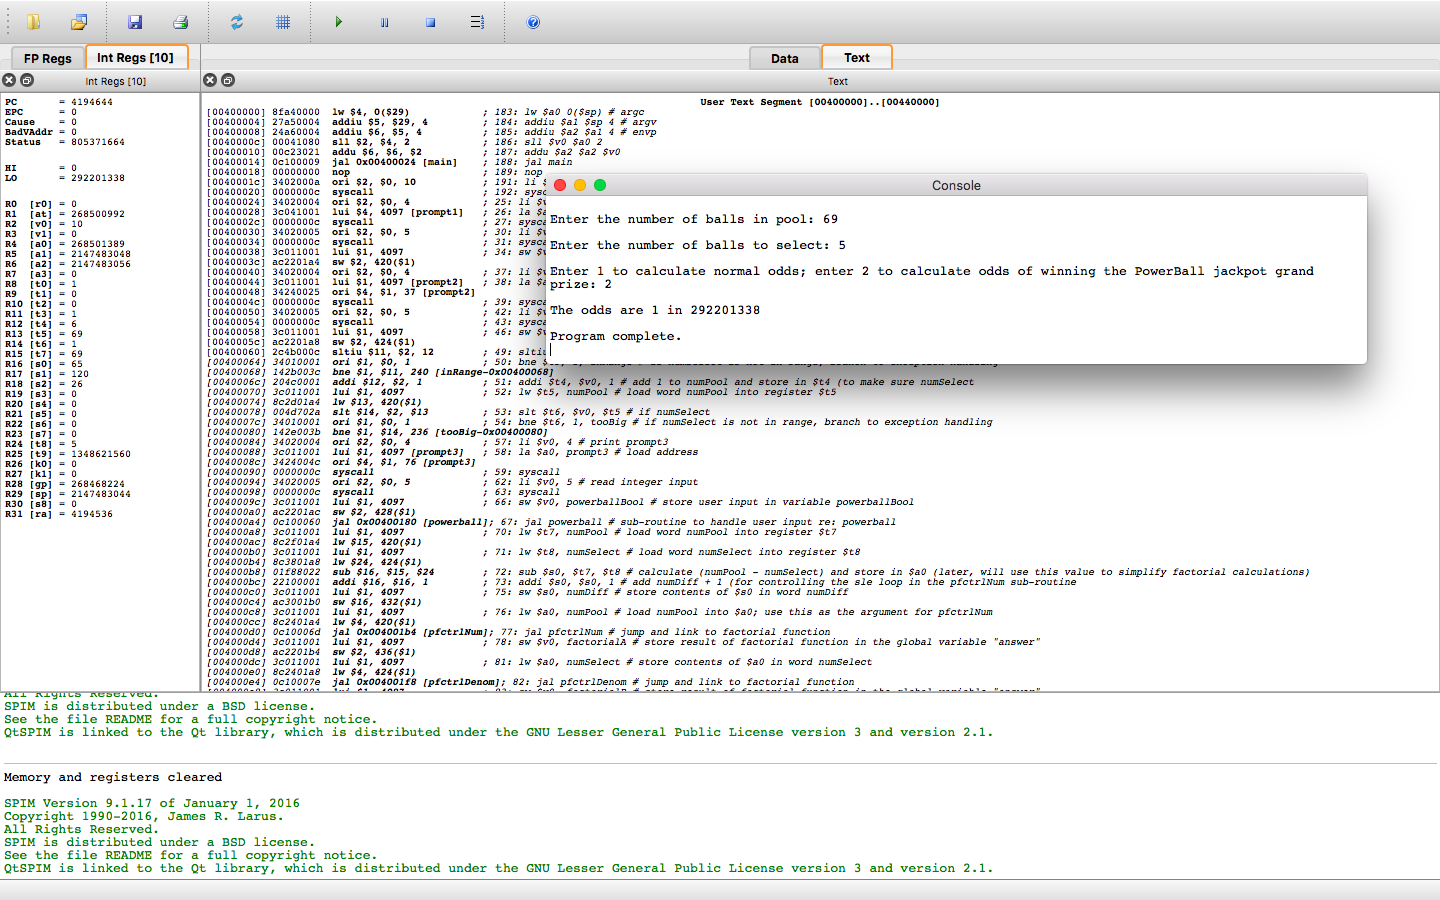 FP Regs
Int Regs [10]
Data
Text
Int Regs [10]
Text
PC = 4194644
EPC = 0
Cause = 0
BadVAddr = 0
Status = 805371664
HI = 0
LO = 292201338
R0 [r0] = 0
R1 [at] = 268500992
R2 [v0] = 10
R3 [v1] = 0
R4 [a0] = 268501389
R5 [a1] = 2147483048
R6 [a2] = 2147483056
R7 [a3] = 0
R8 [t0] = 1
R9 [t1] = 0
R10 [t2] = 0
R11 [t3] = 1
R12 [t4] = 6
R13 [t5] = 69
R14 [t6] = 1
R15 [t7] = 69
R16 [s0] = 65
R17 [s1] = 120
R18 [s2] = 26
R19 [s3] = 0
R20 [s4] = 0
R21 [s5] = 0
R22 [s6] = 0
R23 [s7] = 0
R24 [t8] = 5
R25 [t9] = 1348621560
R26 [k0] = 0
R27 [k1] = 0
R28 [gp] = 268468224
R29 [sp] = 2147483044
R30 [s8] = 0
R31 [ra] = 4194536
User Text Segment [00400000]..[00440000]
[00400000] 8fa40000 lw $4, 0($29) ; 183: lw $a0 0($sp) # argc
[00400004] 27a50004 addiu $5, $29, 4 ; 184: addiu $a1 $sp 4 # argv
[00400008] 24a60004 addiu $6, $5, 4 ; 185: addiu $a2 $a1 4 # envp
[0040000c] 00041080 sll $2, $4, 2 ; 186: sll $v0 $a0 2
[00400010] 00c23021 addu $6, $6, $2 ; 187: addu $a2 $a2 $v0
[00400014] 0c100009 jal 0x00400024 [main] ; 188: jal main
[00400018] 00000000 nop ; 189: nop
[0040001c] 3402000a ori $2, $0, 10 ; 191: li $
[00400020] 0000000c syscall ; 192: sysc
[00400024] 34020004 ori $2, $0, 4 ; 25: li $v
[00400028] 3c041001 lui $4, 4097 [prompt1] ; 26: la $a
[0040002c] 0000000c syscall ; 27: sysca
[00400030] 34020005 ori $2, $0, 5 ; 30: li $v
[00400034] 0000000c syscall ; 31: sysca
[00400038] 3c011001 lui $1, 4097 ; 34: sw $v
[0040003c] ac2201a4 sw $2, 420($1)
[00400040] 34020004 ori $2, $0, 4 ; 37: li $v
[00400044] 3c011001 lui $1, 4097 [prompt2] ; 38: la $a
[00400048] 34240025 ori $4, $1, 37 [prompt2]
[0040004c] 0000000c syscall ; 39: sysca
[00400050] 34020005 ori $2, $0, 5 ; 42: li $v
[00400054] 0000000c syscall ; 43: sysca
[00400058] 3c011001 lui $1, 4097 ; 46: sw $v
[0040005c] ac2201a8 sw $2, 424($1)
[00400060] 2c4b000c sltiu $11, $2, 12 ; 49: sltiu
[00400064] 34010001 ori $1, $0, 1 ; 50: bne
[00400068] 142b003c bne $1, $11, 240 [inRange-0x00400068]
[0040006c] 204c0001 addi $12, $2, 1 ; 51: addi $t4, $v0, 1 # add 1 to numPool and store in $t4 (to make sure numSelect
[00400070] 3c011001 lui $1, 4097 ; 52: lw $t5, numPool # load word numPool into register $t5
[00400074] 8c2d01a4 lw $13, 420($1)
[00400078] 004d702a slt $14, $2, $13 ; 53: slt $t6, $v0, $t5 # if numSelect
[0040007c] 34010001 ori $1, $0, 1 ; 54: bne $t6, 1, tooBig # if numSelect is not in range, branch to exception handling
[00400080] 142e003b bne $1, $14, 236 [tooBig-0x00400080]
[00400084] 34020004 ori $2, $0, 4 ; 57: li $v0, 4 # print prompt3
[00400088] 3c011001 lui $1, 4097 [prompt3] ; 58: la $a0, prompt3 # load address
[0040008c] 3424004c ori $4, $1, 76 [prompt3]
[00400090] 0000000c syscall ; 59: syscall
[00400094] 34020005 ori $2, $0, 5 ; 62: li $v0, 5 # read integer input
[00400098] 0000000c syscall ; 63: syscall
[0040009c] 3c011001 lui $1, 4097 ; 66: sw $v0, powerballBool # store user input in variable powerballBool
[004000a0] ac2201ac sw $2, 428($1)
[004000a4] 0c100060 jal 0x00400180 [powerball]; 67: jal powerball # sub-routine to handle user input re: powerball
[004000a8] 3c011001 lui $1, 4097 ; 70: lw $t7, numPool # load word numPool into register $t7
[004000ac] 8c2f01a4 lw $15, 420($1)
[004000b0] 3c011001 lui $1, 4097 ; 71: lw $t8, numSelect # load word numSelect into register $t8
[004000b4] 8c3801a8 lw $24, 424($1)
[004000b8] 01f88022 sub $16, $15, $24 ; 72: sub $s0, $t7, $t8 # calculate (numPool - numSelect) and store in $a0 (later, will use this value to simplify factorial calculations)
[004000bc] 22100001 addi $16, $16, 1 ; 73: addi $s0, $s0, 1 # add numDiff + 1 (for controlling the sle loop in the pfctrlNum sub-routine
[004000c0] 3c011001 lui $1, 4097 ; 75: sw $s0, numDiff # store contents of $s0 in word numDiff
[004000c4] ac3001b0 sw $16, 432($1)
[004000c8] 3c011001 lui $1, 4097 ; 76: lw $a0, numPool # load numPool into $a0; use this as the argument for pfctrlNum
[004000cc] 8c2401a4 lw $4, 420($1)
[004000d0] 0c10006d jal 0x004001b4 [pfctrlNum]; 77: jal pfctrlNum # jump and link to factorial function
[004000d4] 3c011001 lui $1, 4097 ; 78: sw $v0, factorialA # store result of factorial function in the global variable "answer"
[004000d8] ac2201b4 sw $2, 436($1)
[004000dc] 3c011001 lui $1, 4097 ; 81: lw $a0, numSelect # store contents of $a0 in word numSelect
[004000e0] 8c2401a8 lw $4, 424($1)
[004000e4] 0c10007e jal 0x004001f8 [pfctrlDenom]; 82: jal pfctrlDenom # jump and link to factorial function
Console
Enter the number of balls in pool: 69
Enter the number of balls to select: 5
Enter 1 to calculate normal odds; enter 2 to calculate odds of winning the PowerBall jackpot grand
prize: 2
The odds are 1 in 292201338
Program complete.
All Rights Reserved.
SPIM is distributed under a BSD license.
See the file README for a full copyright notice.
QtSPIM is linked to the Qt library, which is distributed under the GNU Lesser General Public License version 3 and version 2.1.
Memory and registers cleared
SPIM Version 9.1.17 of January 1, 2016
Copyright 1990-2016, James R. Larus.
All Rights Reserved.
SPIM is distributed under a BSD license.
See the file README for a full copyright notice.
QtSPIM is linked to the Qt library, which is distributed under the GNU Lesser General Public License version 3 and version 2.1.